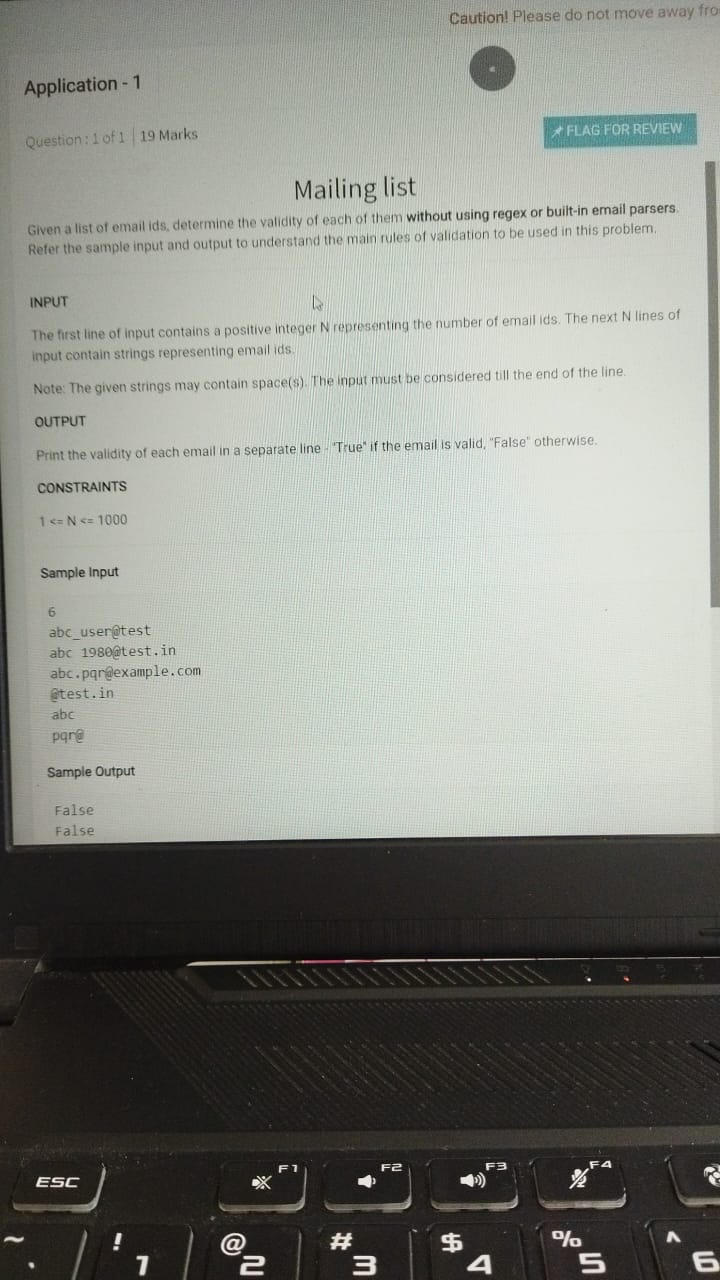 Caution! Please do not move away fro
Application - 1
Question : 1 of 1 | 19 Marks
FLAG FOR REVIEW
Mailing list
Given a list of email ids, determine the validity of each of them without using regex or built-in email parsers.
Refer the sample input and output to understand the main rules of validation to be used in this problem.
INPUT
The first line of input contains a positive integer N representing the number of email ids. The next N lines of
input contain strings representing email ids.
Note: The given strings may contain space(s). The input must be considered till the end of the line.
OUTPUT
Print the validity of each email in a separate line - "True" if the email is valid, "False" otherwise.
CONSTRAINTS
1 <= N <= 1000
Sample Input
6
abc_user@test
abc 1980@test.in
abc.pqr@example.com
@test.in
abc
pqr@
Sample Output
False
False
ESC
F1
F2
F3
F4
~ ! @ # $ % ^
` 1 2 3 4 5 6